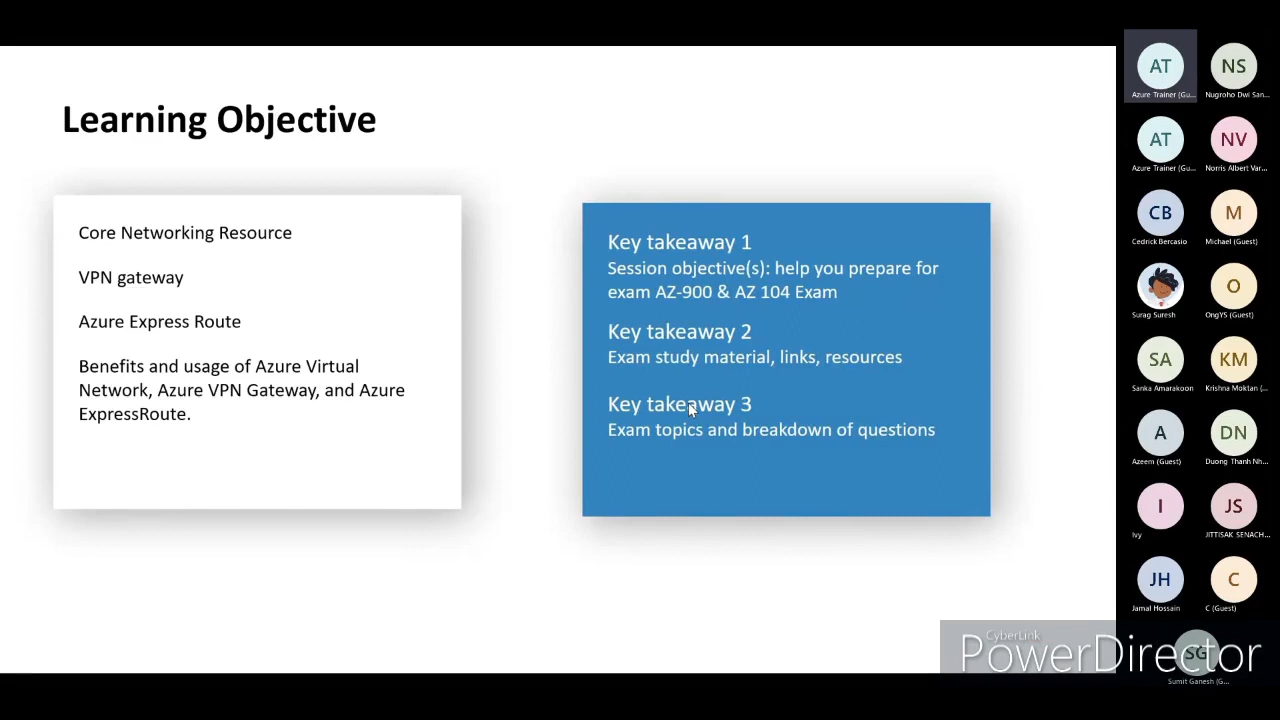 Learning Objective
Core Networking Resource
VPN gateway
Azure Express Route
Benefits and usage of Azure Virtual
Network, Azure VPN Gateway, and Azure
ExpressRoute.
Key takeaway 1
Session objective(s): help you prepare for
exam AZ-900 & AZ 104 Exam
Key takeaway 2
Exam study material, links, resources
Key takeaway 3
Exam topics and breakdown of questions
AT
Azure Trainer (Gu...
NS
Nugroho Dwi San...
AT
Azure Trainer (Gu...
NV
Norris Albert Var...
CB
Cedrick Bercasio
M
Michael (Guest)
Surag Suresh
O
OngYS (Guest)
SA
Sanka Amarakoon
KM
Krishna Moktan (...
A
Azeem (Guest)
DN
Duong Thanh Nh...
I
Ivy
JS
JITTISAK SENACH...
JH
Jamal Hossain
C
C (Guest)
CyberLink
PowerDirector
SG
Sumit Ganesh (G...